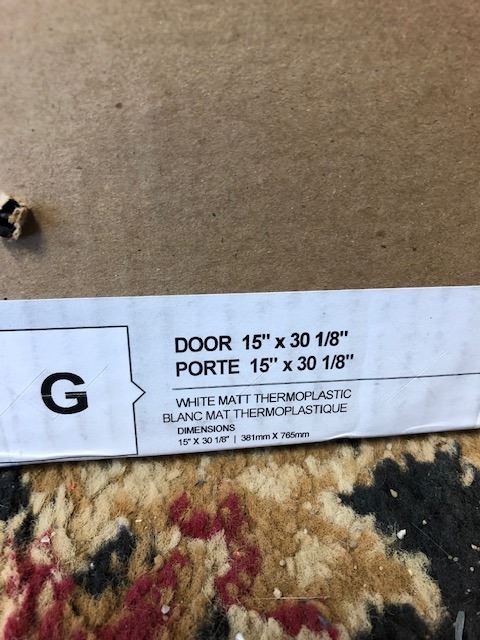 G
DOOR 15" x 30 1/8"
PORTE 15" x 30 1/8"
WHITE MATT THERMOPLASTIC
BLANC MAT THERMOPLASTIQUE
DIMENSIONS
15" X 30 1/8" | 381mm X 765mm